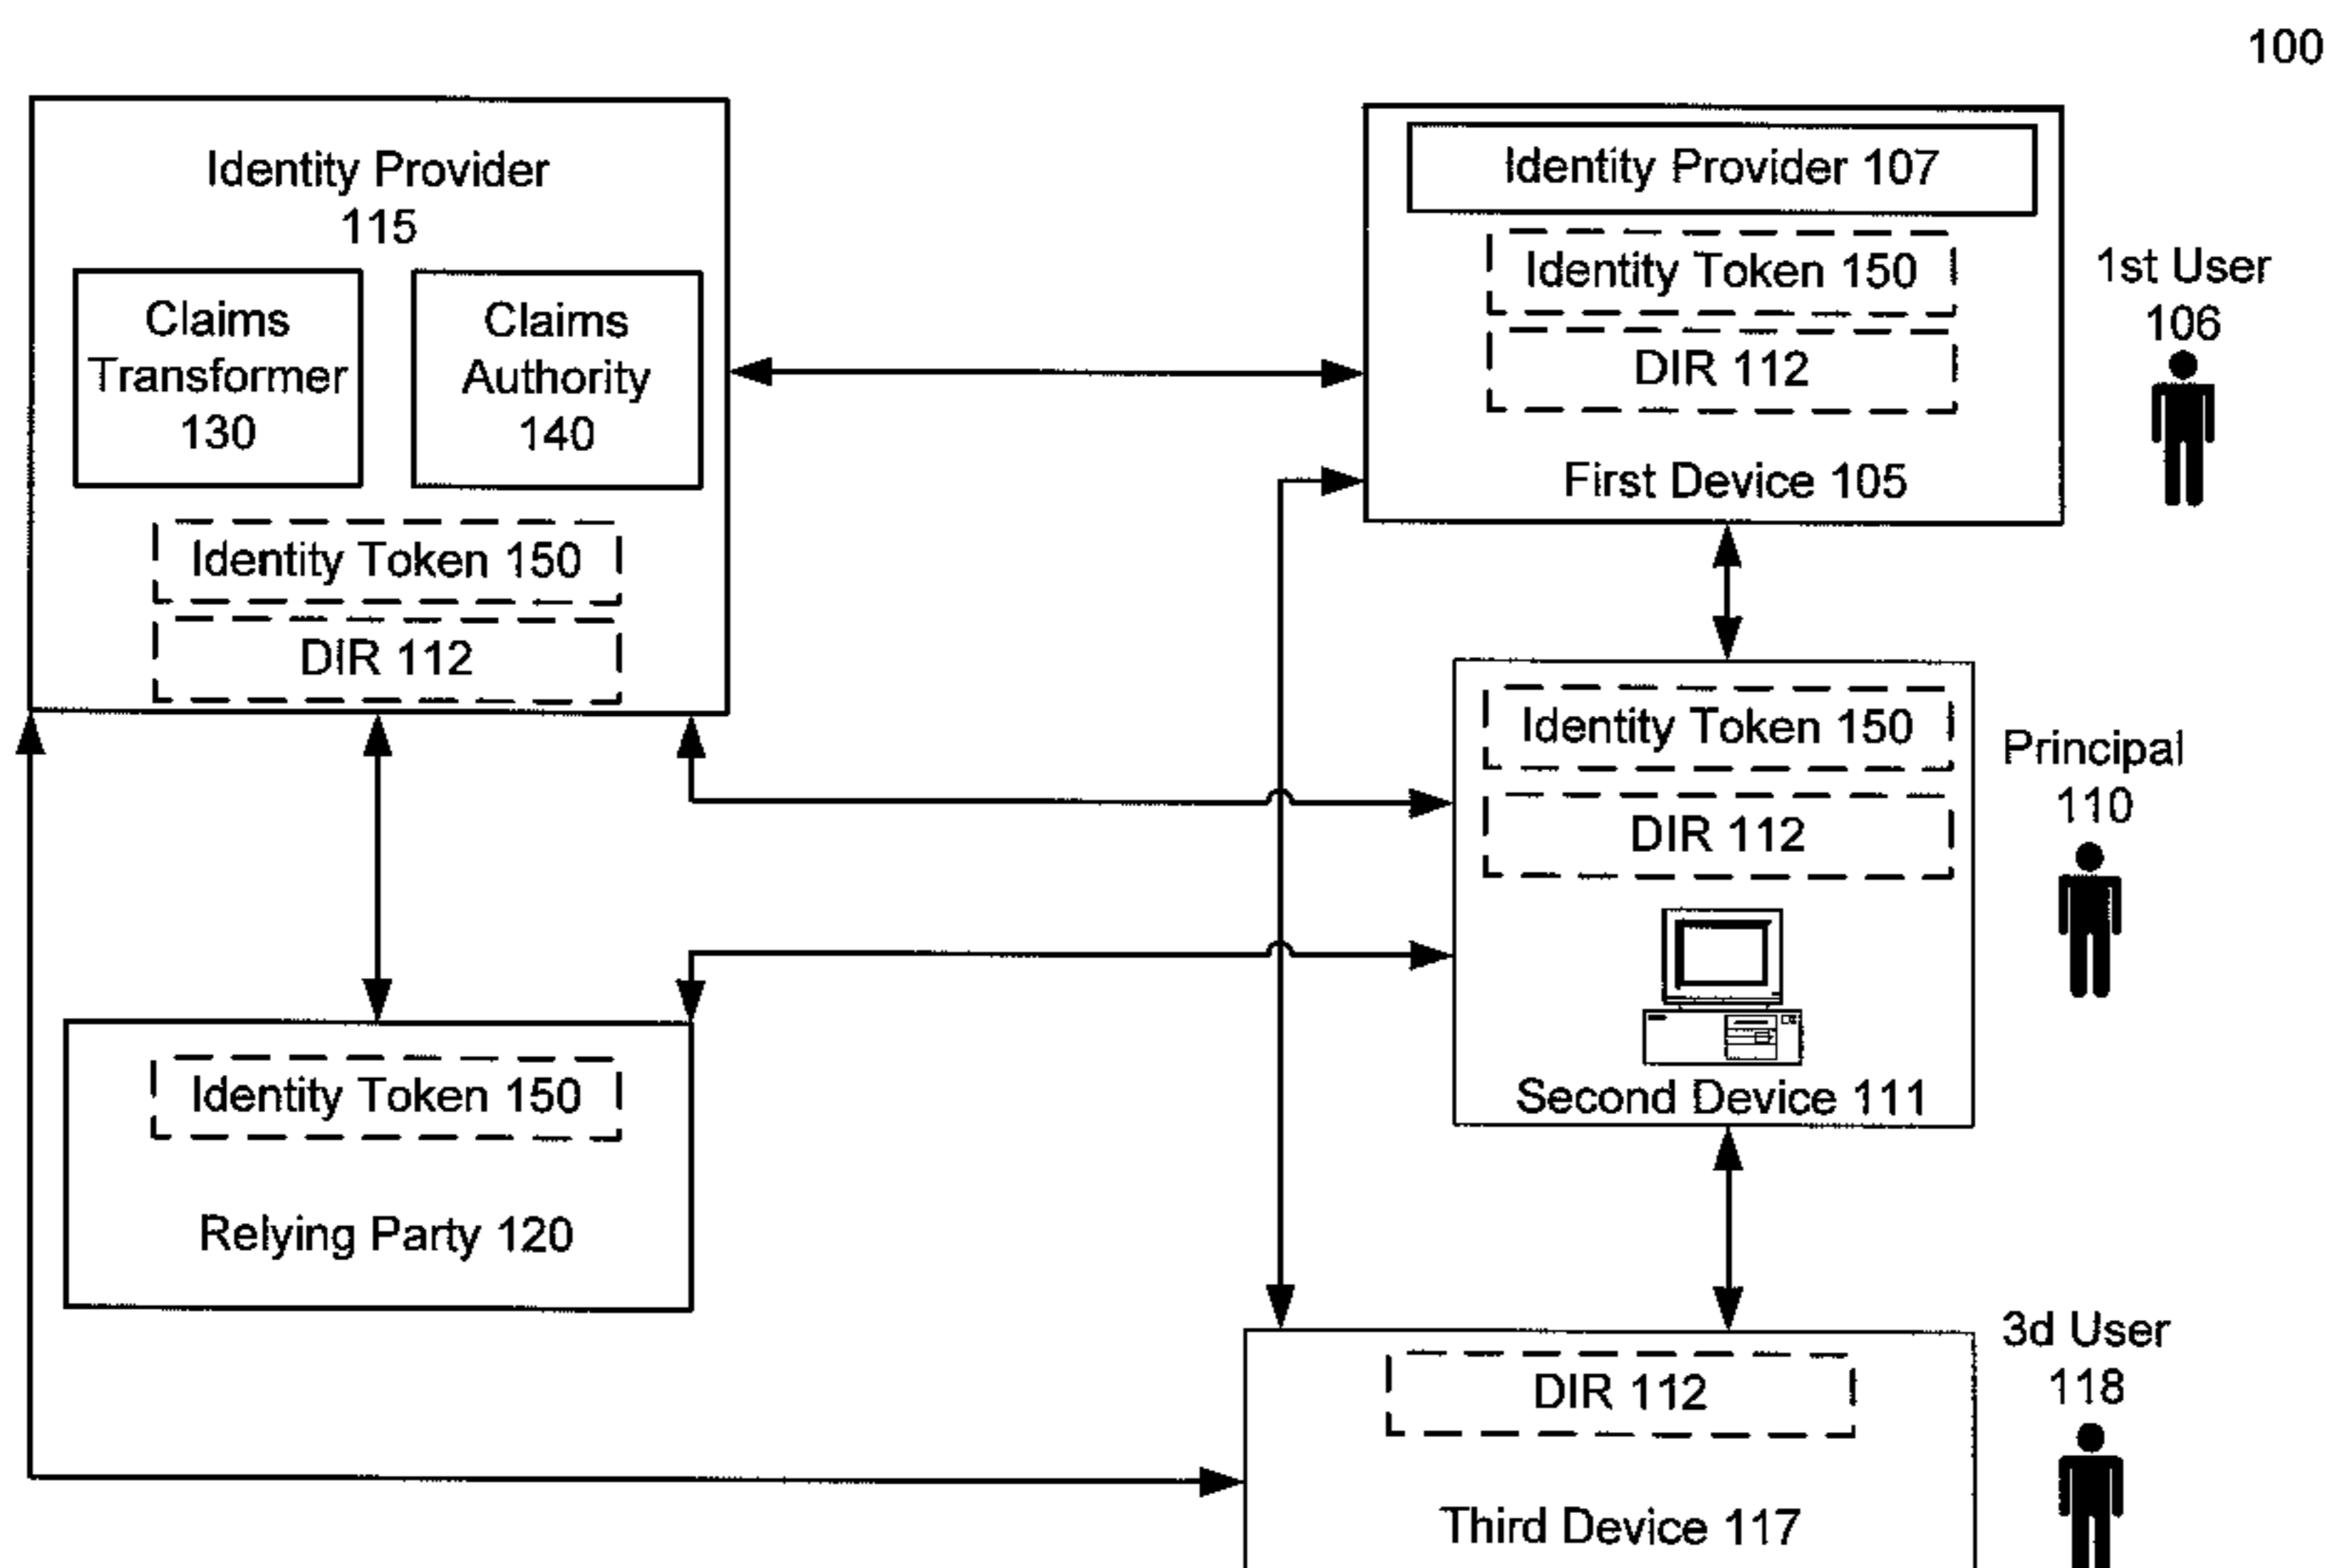 100
Identity Provider
115
Claims
Transformer
130
Claims
Authority
140
Identity Token 150
DIR 112
Identity Provider 107
Identity Token 150
DIR 112
First Device 105
1st User
106
Identity Token 150
DIR 112
Second Device 111
Principal
110
Identity Token 150
Relying Party 120
DIR 112
Third Device 117
3d User
118